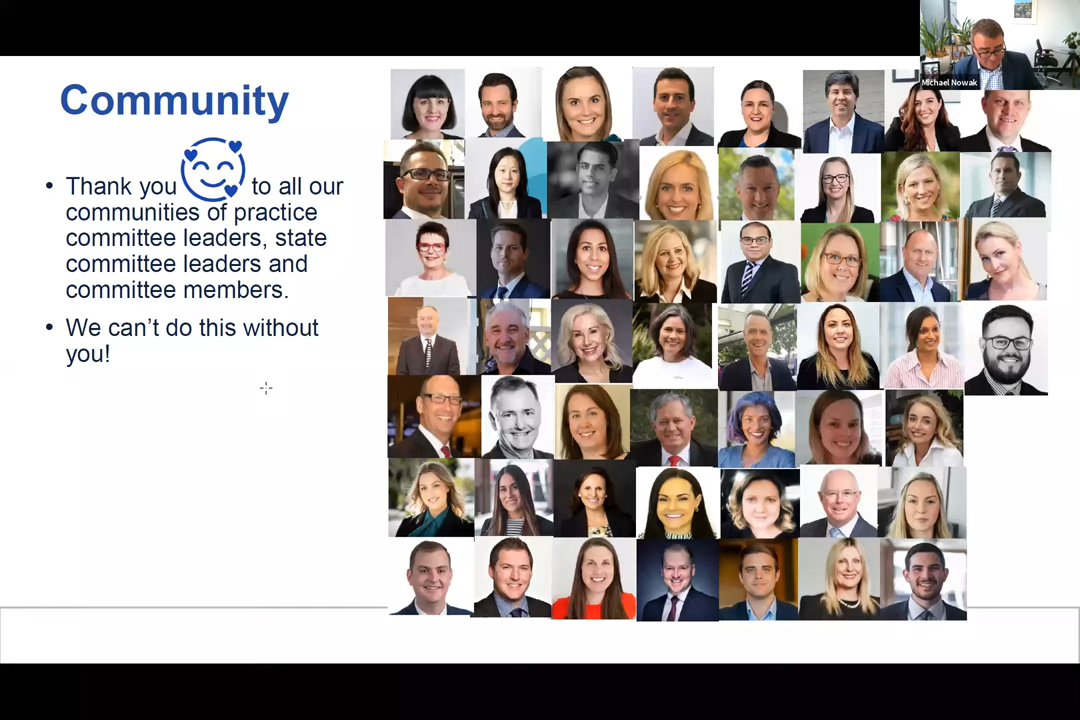 Community
• Thank you to all our
communities of practice
committee leaders, state
committee leaders and
committee members.
• We can’t do this without
you!
Michael Nowak